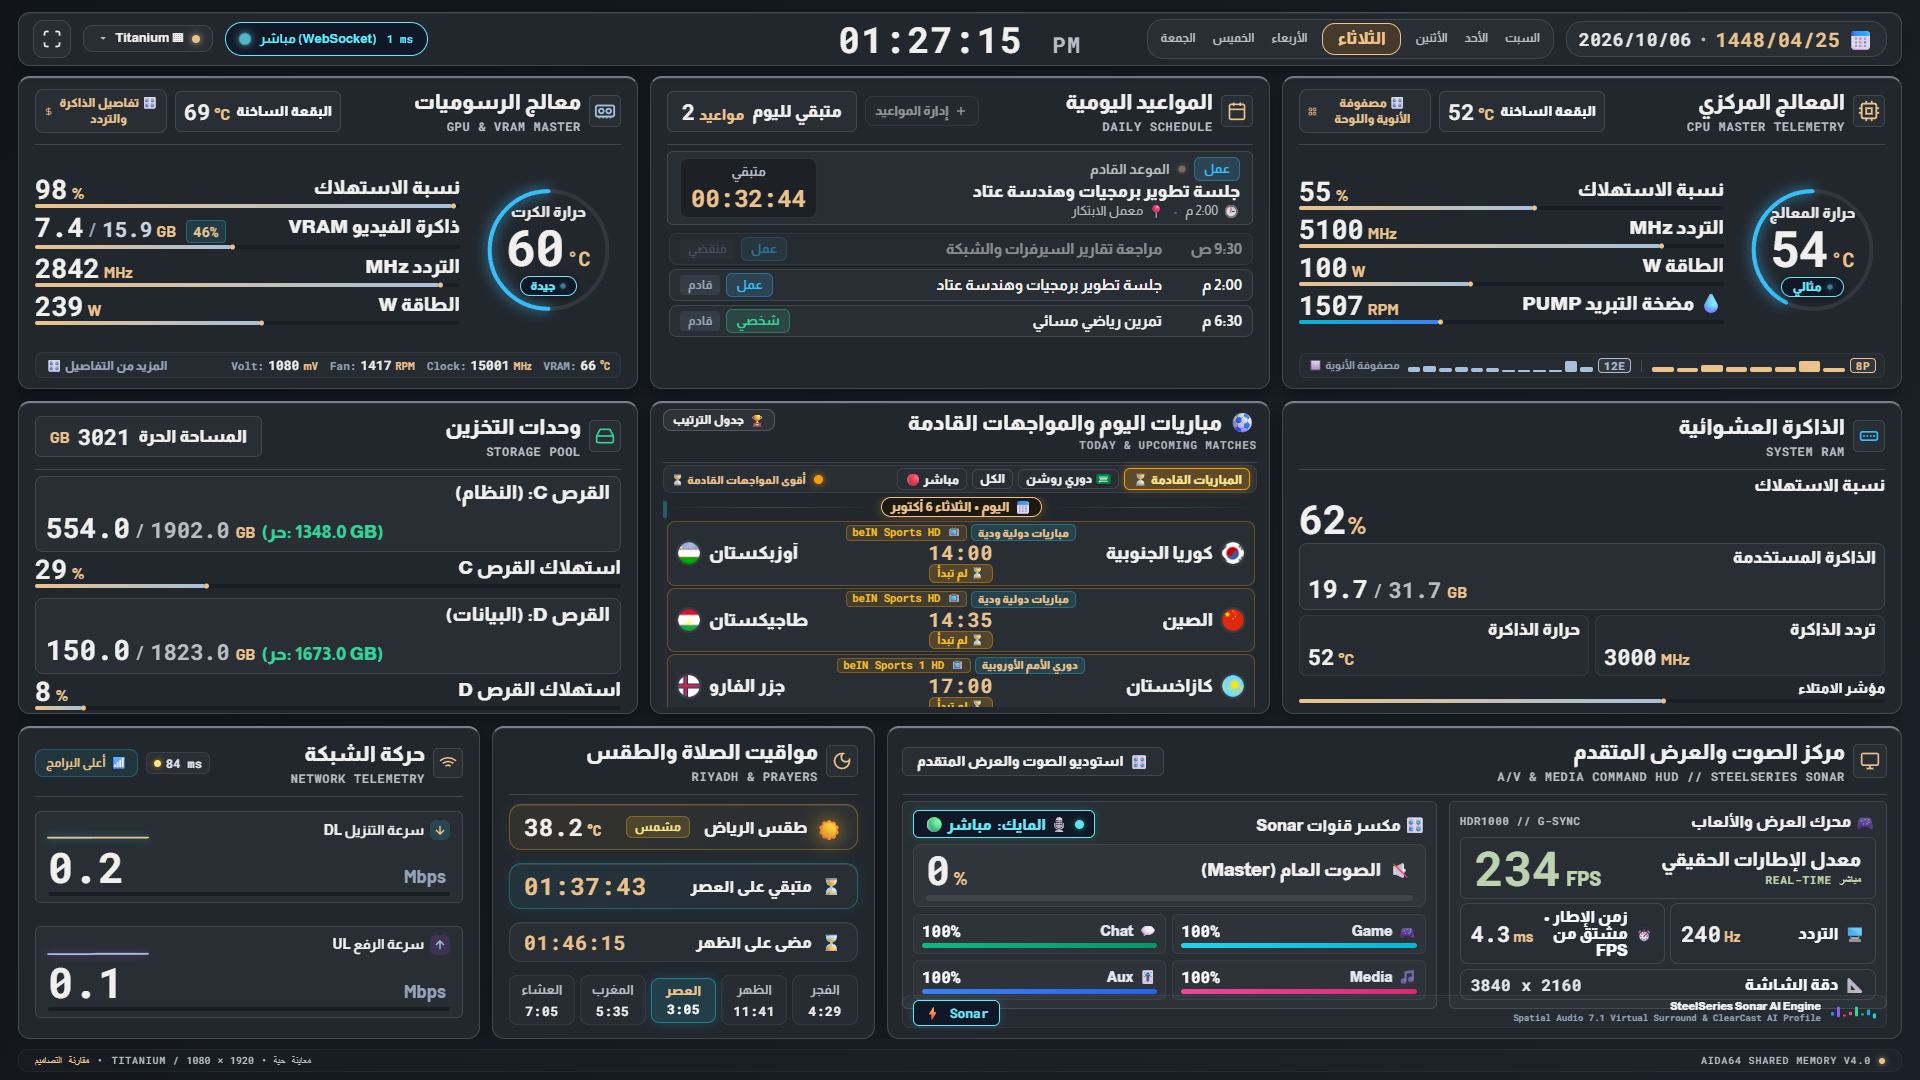 2026/10/06 • 1448/04/25
السبت الأحد الأثنين الثلاثاء الأربعاء الخميس الجمعة
01:27:15 PM
مباشر (WebSocket) 1 ms
Titanium
المعالج المركزي
CPU MASTER TELEMETRY
البقعة الساخنة 52 °C
مصفوفة الأنوية واللوحة
حرارة المعالج
54 °C
مثالي
نسبة الاستهلاك
55 %
التردد MHz
5100 MHz
الطاقة W
100 W
مضخة التبريد PUMP
1507 RPM
8P
12E
مصفوفة الأنوية
المواعيد اليومية
DAILY SCHEDULE
+ إدارة المواعيد
متبقي لليوم 2 مواعيد
عمل
الموعد القادم
جلسة تطوير برمجيات وهندسة عتاد
2:00 م • معمل الابتكار
متبقي
00:32:44
9:30 ص مراجعة تقارير السيرفرات والشبكة عمل منقضي
2:00 م جلسة تطوير برمجيات وهندسة عتاد عمل قادم
6:30 م تمرين رياضي مسائي شخصي قادم
معالج الرسوميات
GPU & VRAM MASTER
البقعة الساخنة 69 °C
تفاصيل الذاكرة والتردد
حرارة الكرت
60 °C
جيدة
نسبة الاستهلاك
98 %
ذاكرة الفيديو VRAM
7.4 / 15.9 GB 46%
التردد MHz
2842 MHz
الطاقة W
239 W
Volt: 1080 mV Fan: 1417 RPM Clock: 15001 MHz VRAM: 66 °C
المزيد من التفاصيل
الذاكرة العشوائية
SYSTEM RAM
نسبة الاستهلاك
62%
الذاكرة المستخدمة
19.7 / 31.7 GB
تردد الذاكرة
3000 MHz
حرارة الذاكرة
52 °C
مؤشر الامتلاء
مباريات اليوم والمواجهات القادمة
TODAY & UPCOMING MATCHES
جدول الترتيب
المباريات القادمة
دوري روشن
الكل
مباشر
أقوى المواجهات القادمة
اليوم • الثلاثاء 6 أكتوبر
مباريات دولية ودية beIN Sports HD
كوريا الجنوبية 14:00 أوزبكستان
لم تبدأ
مباريات دولية ودية beIN Sports HD
الصين 14:35 طاجيكستان
لم تبدأ
دوري الأمم الأوروبية beIN Sports 1 HD
كازاخستان 17:00 جزر الفارو
لم تبدأ
وحدات التخزين
STORAGE POOL
المساحة الحرة 3021 GB
القرص C: (النظام)
554.0 / 1902.0 GB (حر: 1348.0 GB)
استهلاك القرص C
29 %
القرص D: (البيانات)
150.0 / 1823.0 GB (حر: 1673.0 GB)
استهلاك القرص D
8 %
مركز الصوت والعرض المتقدم
A/V & MEDIA COMMAND HUD // STEELSERIES SONAR
استوديو الصوت والعرض المتقدم
محرك العرض والألعاب
HDR1000 // G-SYNC
معدل الإطارات الحقيقي
REAL-TIME مباشر
234 FPS
التردد
240 Hz
زمن الإطار • مشتق من FPS
4.3 ms
دقة الشاشة
3840 x 2160
مكسر قنوات Sonar
المايك: مباشر
الصوت العام (Master)
0 %
Game 100%
Chat 100%
Media 100%
Aux 100%
SteelSeries Sonar AI Engine
Spatial Audio 7.1 Virtual Surround & ClearCast AI Profile
Sonar
مواقيت الصلاة والطقس
RIYADH & PRAYERS
طقس الرياض مشمس 38.2 °C
متبقي على العصر 01:37:43
مضى على الظهر 01:46:15
الفجر 4:29
الظهر 11:41
العصر 3:05
المغرب 5:35
العشاء 7:05
حركة الشبكة
NETWORK TELEMETRY
84 ms
أعلى البرامج
سرعة التنزيل DL
0.2 Mbps
سرعة الرفع UL
0.1 Mbps
AIDA64 SHARED MEMORY V4.0
مقارنة التصاميم • TITANIUM / 1080 × 1920 • معاينة حية